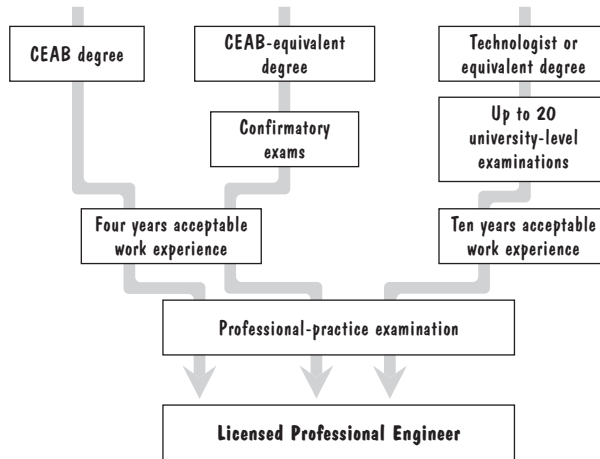 CEAB degree
CEAB-equivalent
degree
Technologist or
equivalent degree
Confirmatory
exams
Up to 20
university-level
examinations
Four years acceptable
work experience
Ten years acceptable
work experience
Professional-practice examination
Licensed Professional Engineer